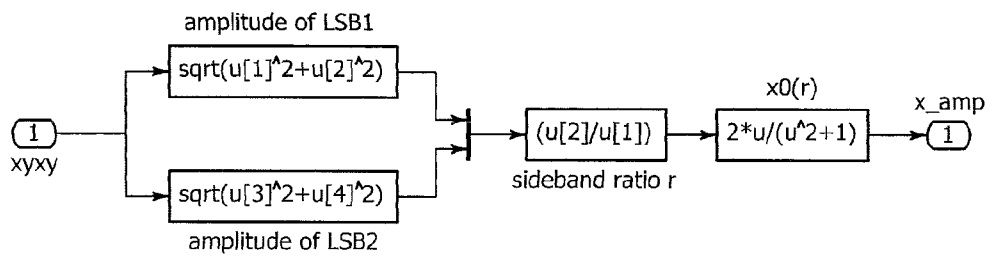 amplitude of LSB1
sqrt(u[1]^2+u[2]^2)
1
xyxy
sqrt(u[3]^2+u[4]^2)
amplitude of LSB2
(u[2]/u[1])
sideband ratio r
x0(r)
2*u/(u^2+1)
x_amp
1